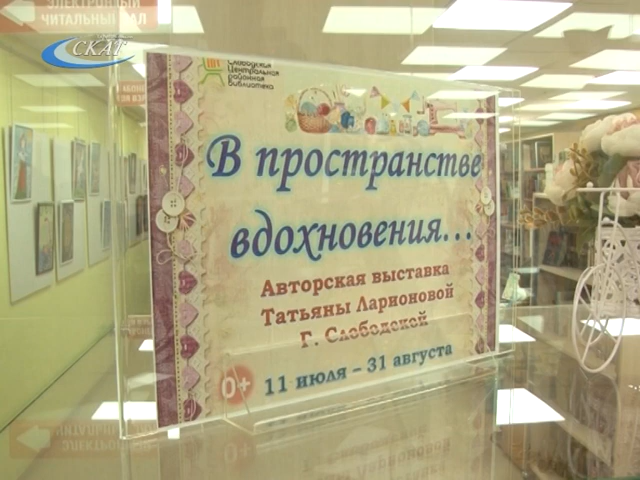 ЭЛЕКТРОННЫЙ
ЧИТАЛЬНЫЙ ЗАЛ
СКАТ
Слободская
Центральная
районная
библиотека
В пространстве
вдохновения...
Авторская выставка
Татьяны Ларионовой
Г. Слободской
0+ 11 июля – 31 августа